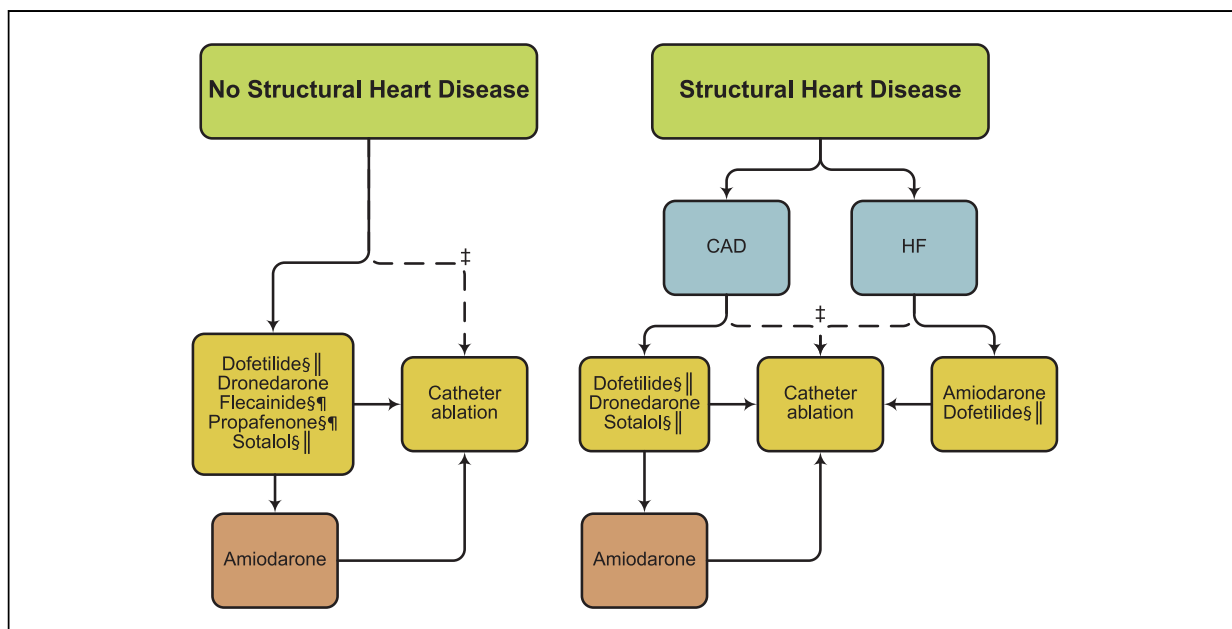 No Structural Heart Disease
Structural Heart Disease
CAD
HF
‡
‡
Dofetilide§‖
Dronedarone
Flecainide§¶
Propafenone§¶
Sotalol§‖
Catheter
ablation
Dofetilide§‖
Dronedarone
Sotalol§‖
Catheter
ablation
Amiodarone
Dofetilide§‖
Amiodarone
Amiodarone